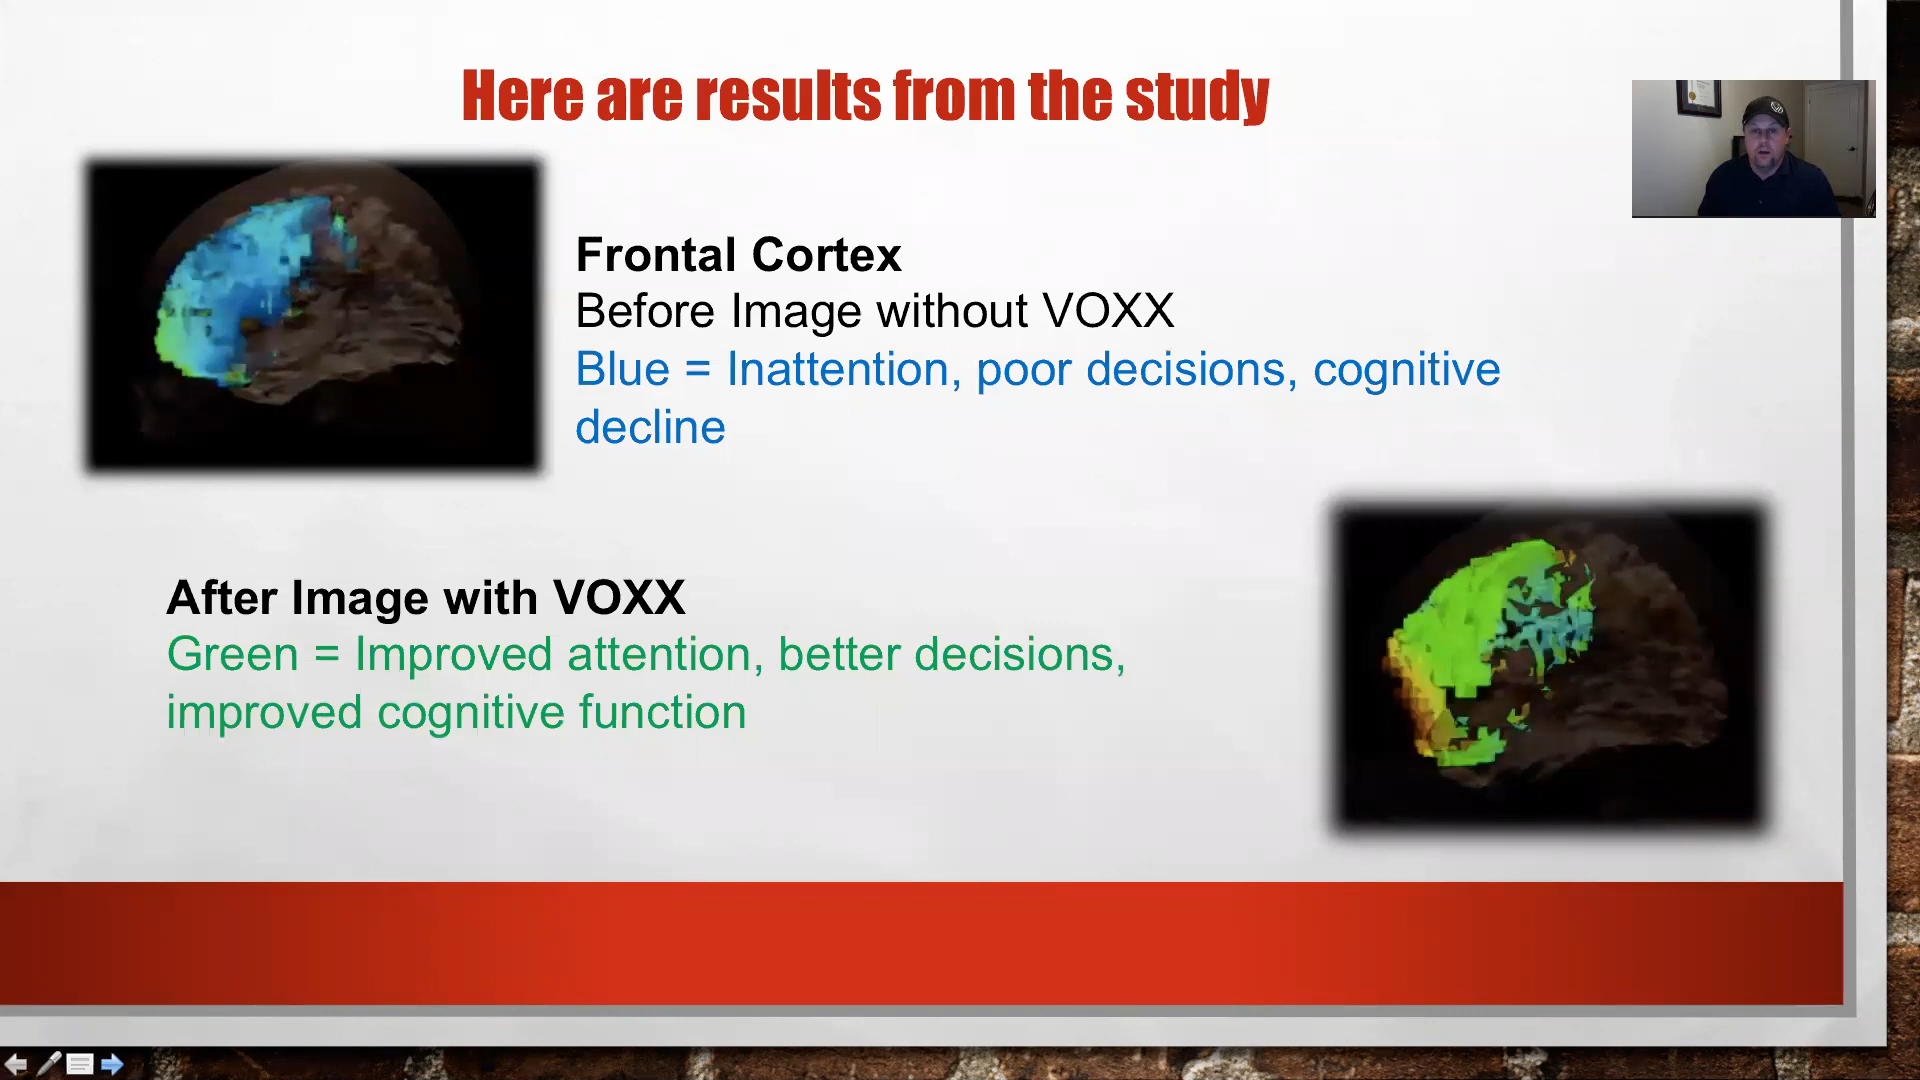 Here are results from the study
Frontal Cortex
Before Image without VOXX
Blue = Inattention, poor decisions, cognitive
decline
After Image with VOXX
Green = Improved attention, better decisions,
improved cognitive function